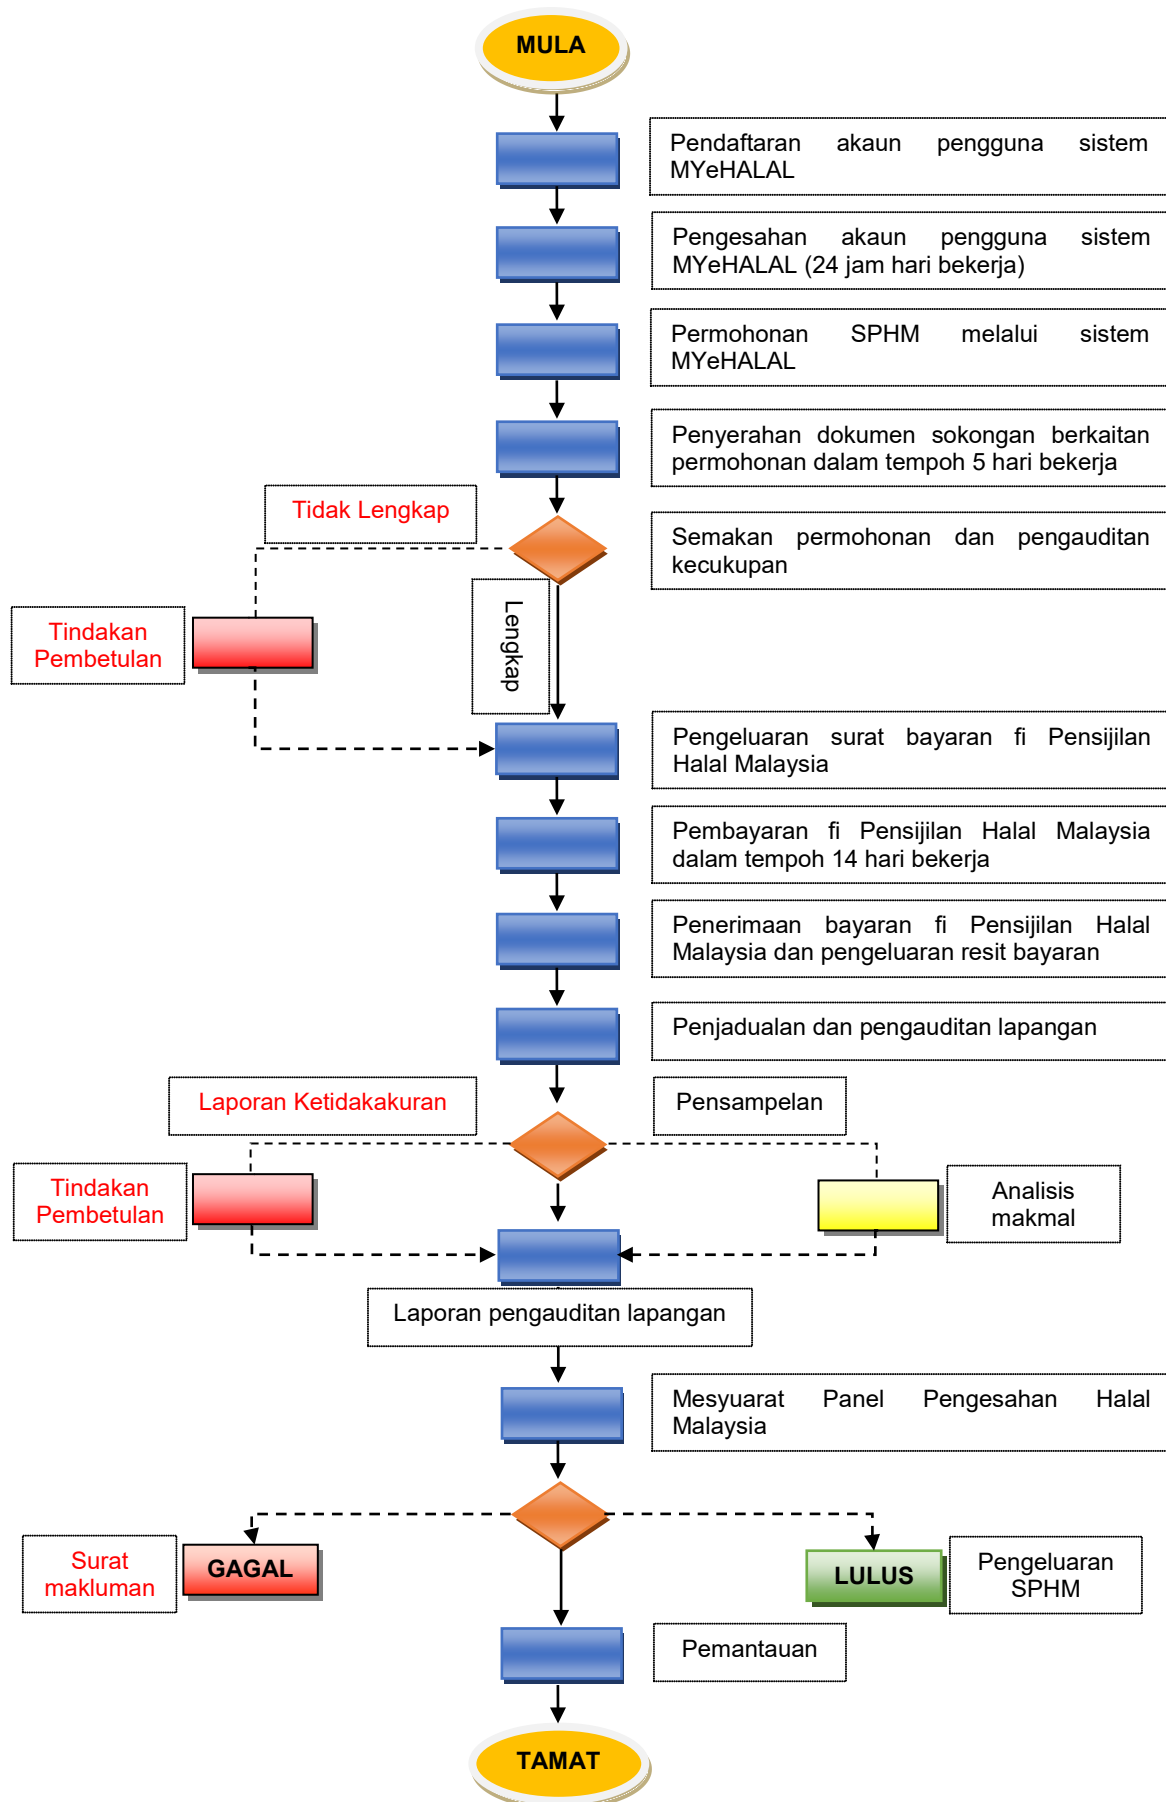 MULA
Pendaftaran akaun pengguna sistem
MYeHALAL
Pengesahan akaun pengguna sistem
MYeHALAL (24 jam hari bekerja)
Permohonan SPHM melalui sistem
MYeHALAL
Penyerahan dokumen sokongan berkaitan
permohonan dalam tempoh 5 hari bekerja
Tidak Lengkap
Semakan permohonan dan pengauditan
kecukupan
Lengkap
Tindakan
Pembetulan
Pengeluaran surat bayaran fi Pensijilan
Halal Malaysia
Pembayaran fi Pensijilan Halal Malaysia
dalam tempoh 14 hari bekerja
Penerimaan bayaran fi Pensijilan Halal
Malaysia dan pengeluaran resit bayaran
Penjadualan dan pengauditan lapangan
Laporan Ketidakakuran
Pensampelan
Tindakan
Pembetulan
Analisis
makmal
Laporan pengauditan lapangan
Mesyuarat Panel Pengesahan Halal
Malaysia
Surat
makluman
GAGAL
LULUS
Pengeluaran
SPHM
Pemantauan
TAMAT